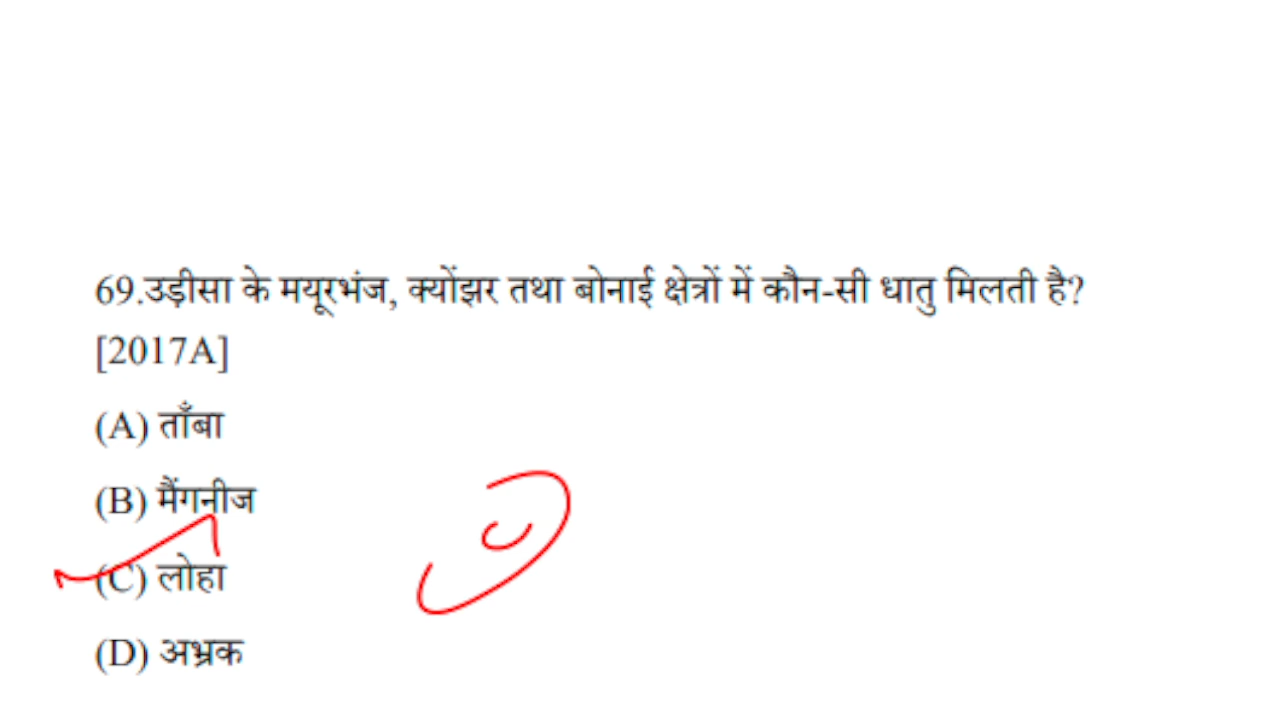 69.उड़ीसा के मयूरभंज, क्योंझर तथा बोनाई क्षेत्रों में कौन-सी धातु मिलती है?
[2017A]
(A) ताँबा
(B) मैंगनीज
(C) लोहा
(D) अभ्रक